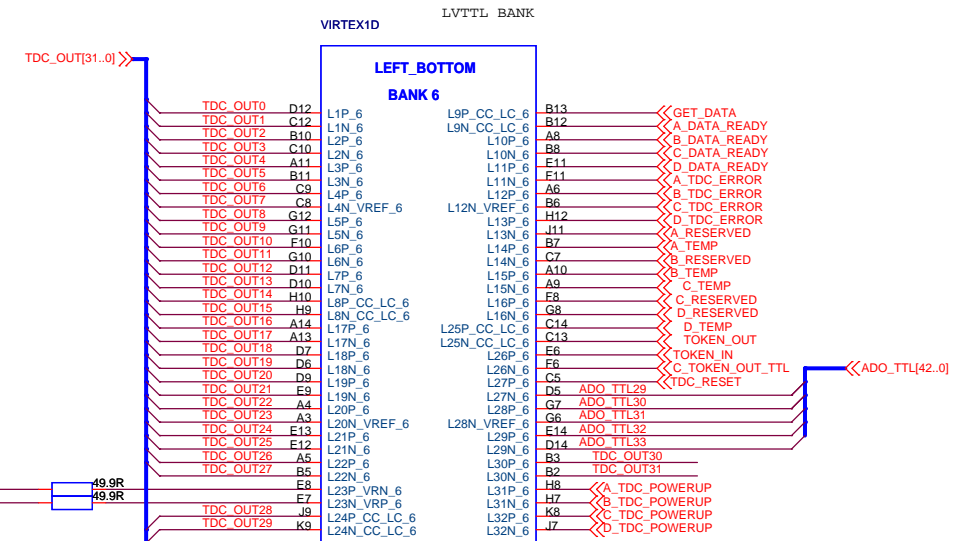 LVTTL BANK
VIRTEX1D
TDC_OUT[31..0]
LEFT_BOTTOM
BANK 6
TDC_OUT0 D12 L1P_6 L9P_CC_LC_6 B13 GET_DATA
TDC_OUT1 C12 L1N_6 L9N_CC_LC_6 B12 A_DATA_READY
TDC_OUT2 B10 L2P_6 L10P_6 A8 B_DATA_READY
TDC_OUT3 C10 L2N_6 L10N_6 B8 C_DATA_READY
TDC_OUT4 A11 L3P_6 L11P_6 E11 D_DATA_READY
TDC_OUT5 B11 L3N_6 L11N_6 F11 A_TDC_ERROR
TDC_OUT6 C9 L4P_6 L12P_6 A6 B_TDC_ERROR
TDC_OUT7 C8 L4N_VREF_6 L12N_VREF_6 B6 C_TDC_ERROR
TDC_OUT8 G12 L5P_6 L13P_6 H12 D_TDC_ERROR
TDC_OUT9 G11 L5N_6 L13N_6 J11 A_RESERVED
TDC_OUT10 F10 L6P_6 L14P_6 B7 A_TEMP
TDC_OUT11 G10 L6N_6 L14N_6 C7 B_RESERVED
TDC_OUT12 D11 L7P_6 L15P_6 A10 B_TEMP
TDC_OUT13 D10 L7N_6 L15N_6 A9 C_TEMP
TDC_OUT14 H10 L8P_CC_LC_6 L16P_6 F8 C_RESERVED
TDC_OUT15 H9 L8N_CC_LC_6 L16N_6 G8 D_RESERVED
TDC_OUT16 A14 L17P_6 L25P_CC_LC_6 C14 D_TEMP
TDC_OUT17 A13 L17N_6 L25N_CC_LC_6 C13 TOKEN_OUT
TDC_OUT18 D7 L18P_6 L26P_6 E6 TOKEN_IN
TDC_OUT19 D6 L18N_6 L26N_6 F6 C_TOKEN_OUT_TTL
TDC_OUT20 D9 L19P_6 L27P_6 C5 TDC_RESET
ADO_TTL[42..0]
TDC_OUT21 E9 L19N_6 L27N_6 D5 ADO_TTL29
TDC_OUT22 A4 L20P_6 L28P_6 G7 ADO_TTL30
TDC_OUT23 A3 L20N_VREF_6 L28N_VREF_6 G6 ADO_TTL31
TDC_OUT24 E13 L21P_6 L29P_6 E14 ADO_TTL32
TDC_OUT25 E12 L21N_6 L29N_6 D14 ADO_TTL33
TDC_OUT26 A5 L22P_6 L30P_6 B3 TDC_OUT30
TDC_OUT27 B5 L22N_6 L30N_6 B2 TDC_OUT31
49.9R E8 L23P_VRN_6 L31P_6 H8 A_TDC_POWERUP
49.9R E7 L23N_VRP_6 L31N_6 H7 B_TDC_POWERUP
TDC_OUT28 J9 L24P_CC_LC_6 L32P_6 K8 C_TDC_POWERUP
TDC_OUT29 K9 L24N_CC_LC_6 L32N_6 J7 D_TDC_POWERUP